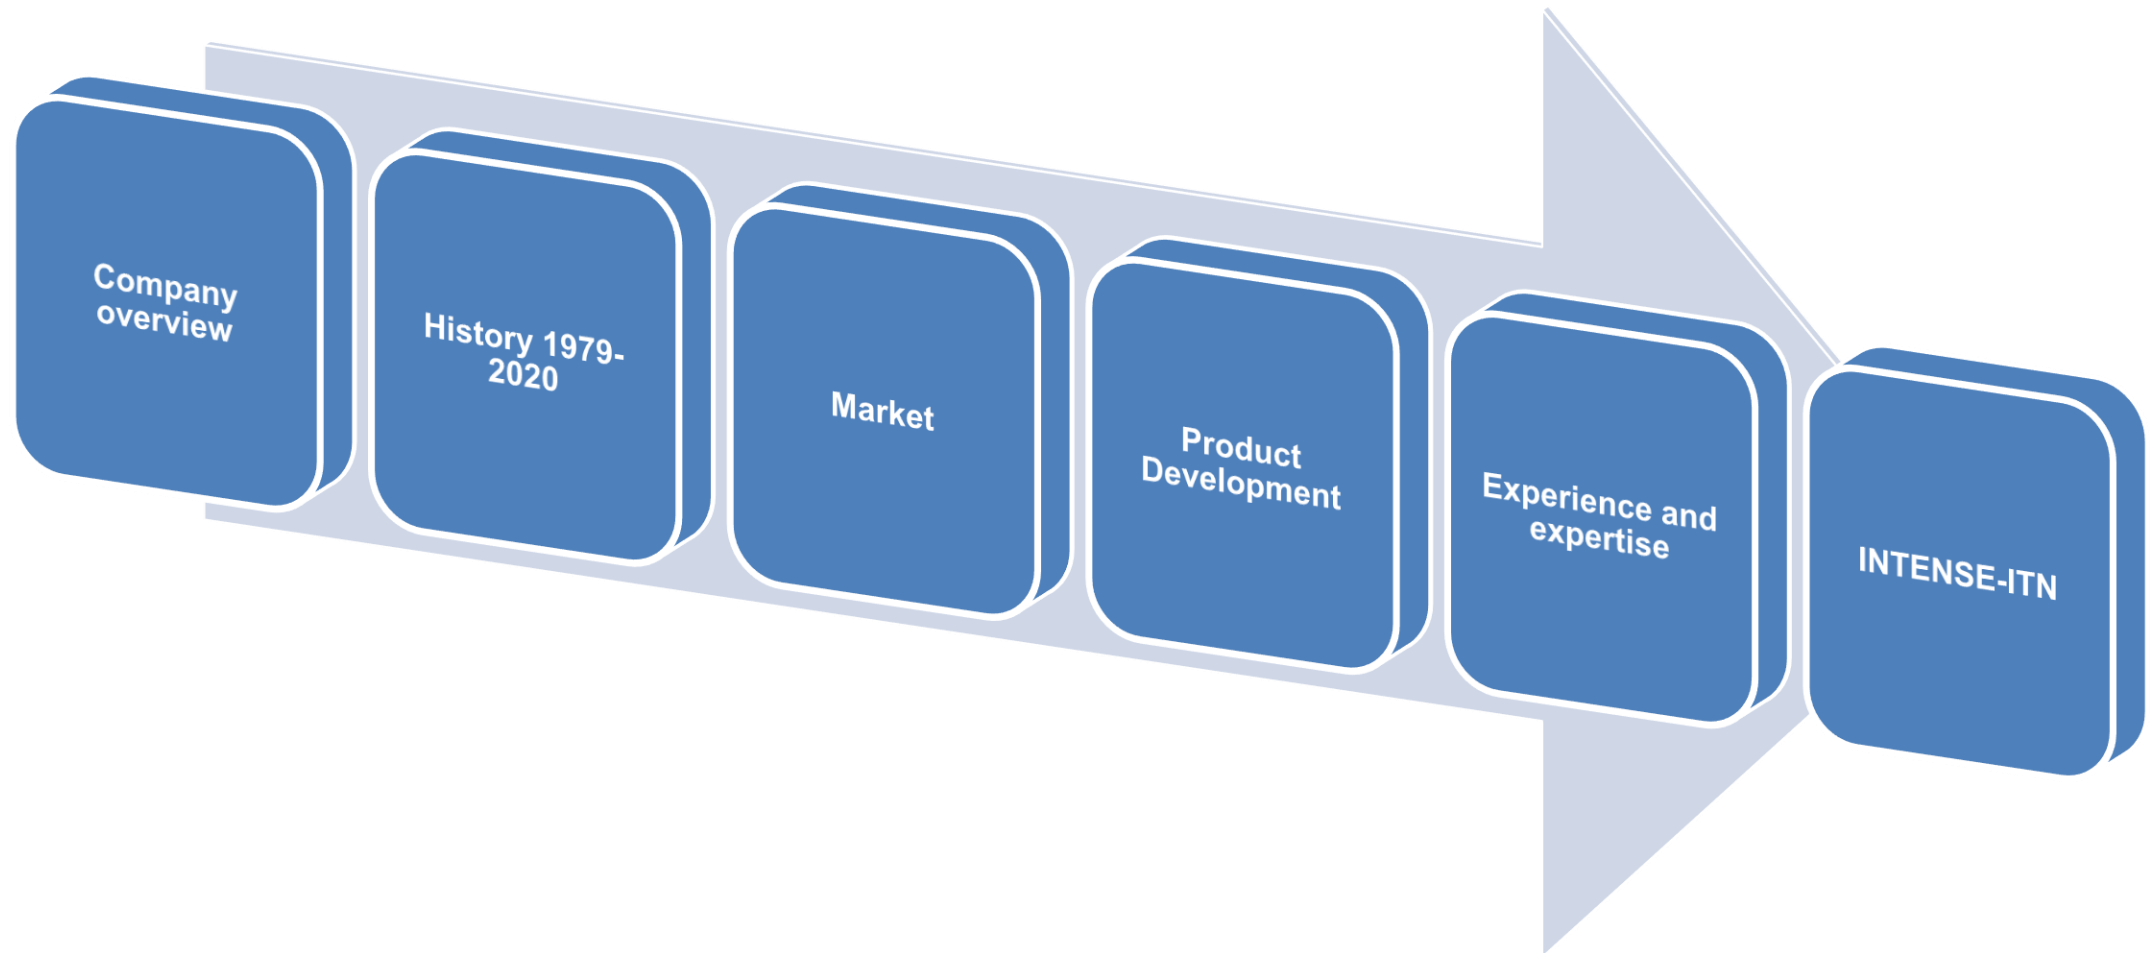 Company
overview
History 1979-
2020
Market
Product
Development
Experience and
expertise
INTENSE-ITN